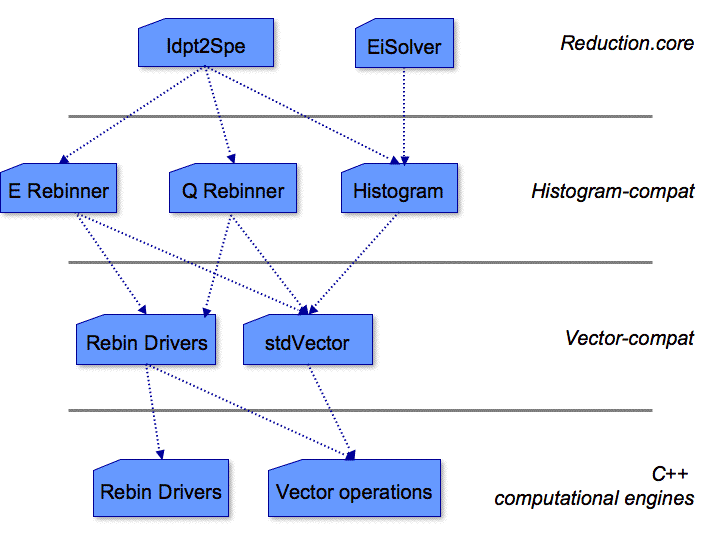 Idpt2Spe
EiSolver
Reduction.core
E Rebinner
Q Rebinner
Histogram
Histogram-compat
Rebin Drivers
stdVector
Vector-compat
Rebin Drivers
Vector operations
C++
computational engines